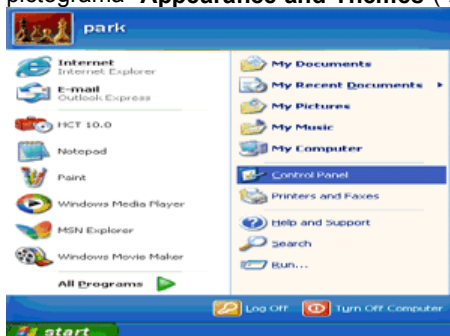 pictograma "Appearance and Themes" (
park
Internet
Internet Explorer
E-mail
Outlook Express
HCT 10.0
Notepad
Paint
Windows Media Player
MSN Explorer
Windows Movie Maker
All Programs
My Documents
My Recent Documents
My Pictures
My Music
My Computer
Control Panel
Printers and Faxes
Help and Support
Search
Run...
Log Off
Turn Off Computer
start